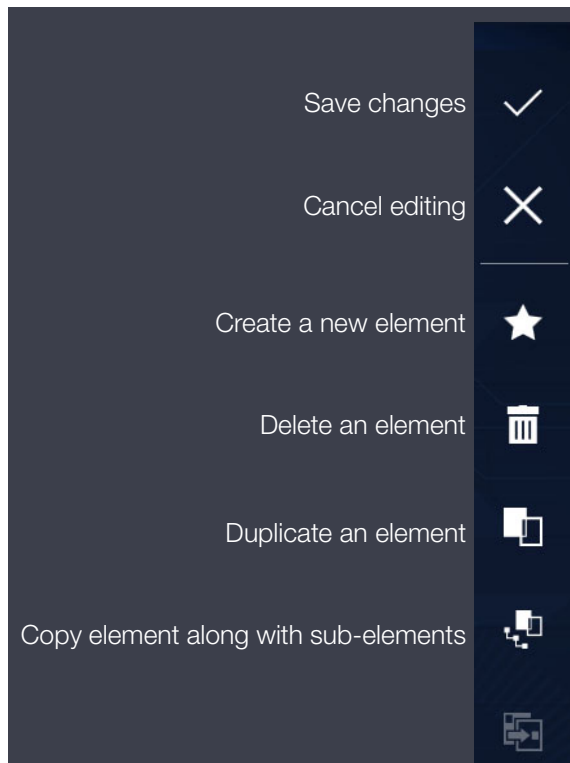 Save changes
Cancel editing
Create a new element
Delete an element
Duplicate an element
Copy element along with sub-elements